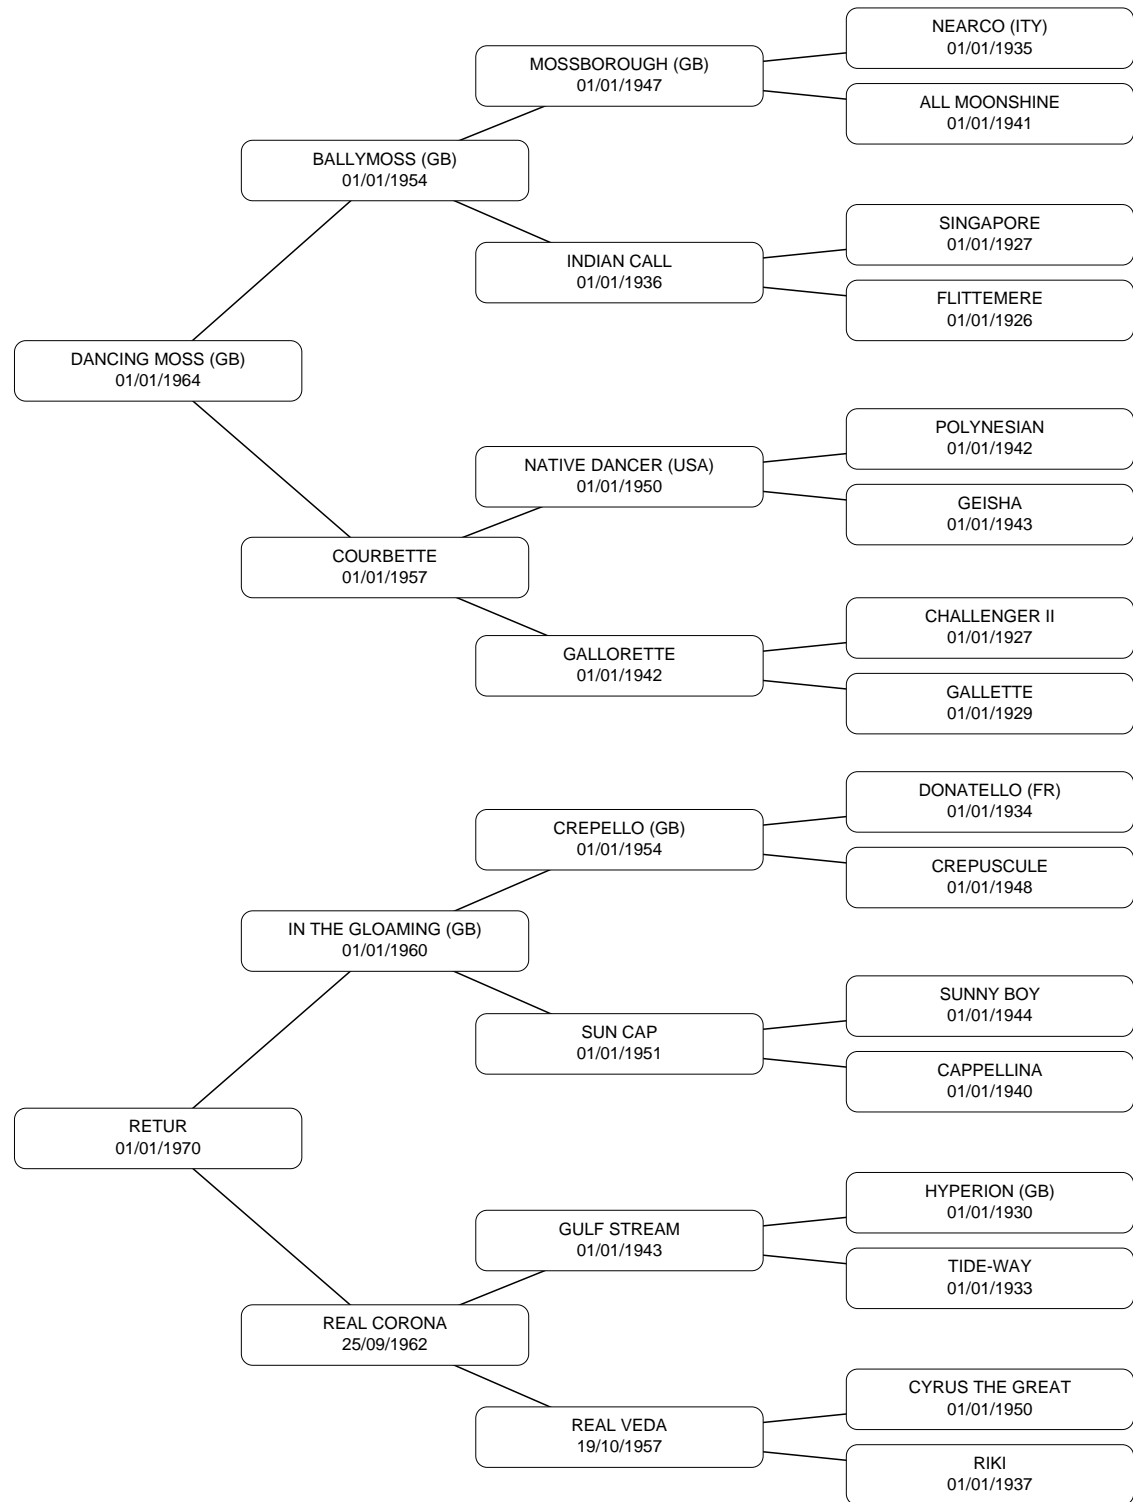 NEARCO (ITY)
01/01/1935
MOSSBOROUGH (GB)
01/01/1947
ALL MOONSHINE
01/01/1941
BALLYMOSS (GB)
01/01/1954
SINGAPORE
01/01/1927
INDIAN CALL
01/01/1936
FLITTEMERE
01/01/1926
DANCING MOSS (GB)
01/01/1964
POLYNESIAN
01/01/1942
NATIVE DANCER (USA)
01/01/1950
GEISHA
01/01/1943
COURBETTE
01/01/1957
CHALLENGER II
01/01/1927
GALLORETTE
01/01/1942
GALLETTE
01/01/1929
DONATELLO (FR)
01/01/1934
CREPELLO (GB)
01/01/1954
CREPUSCULE
01/01/1948
IN THE GLOAMING (GB)
01/01/1960
SUNNY BOY
01/01/1944
SUN CAP
01/01/1951
CAPPELLINA
01/01/1940
RETUR
01/01/1970
HYPERION (GB)
01/01/1930
GULF STREAM
01/01/1943
TIDE-WAY
01/01/1933
REAL CORONA
25/09/1962
CYRUS THE GREAT
01/01/1950
REAL VEDA
19/10/1957
RIKI
01/01/1937